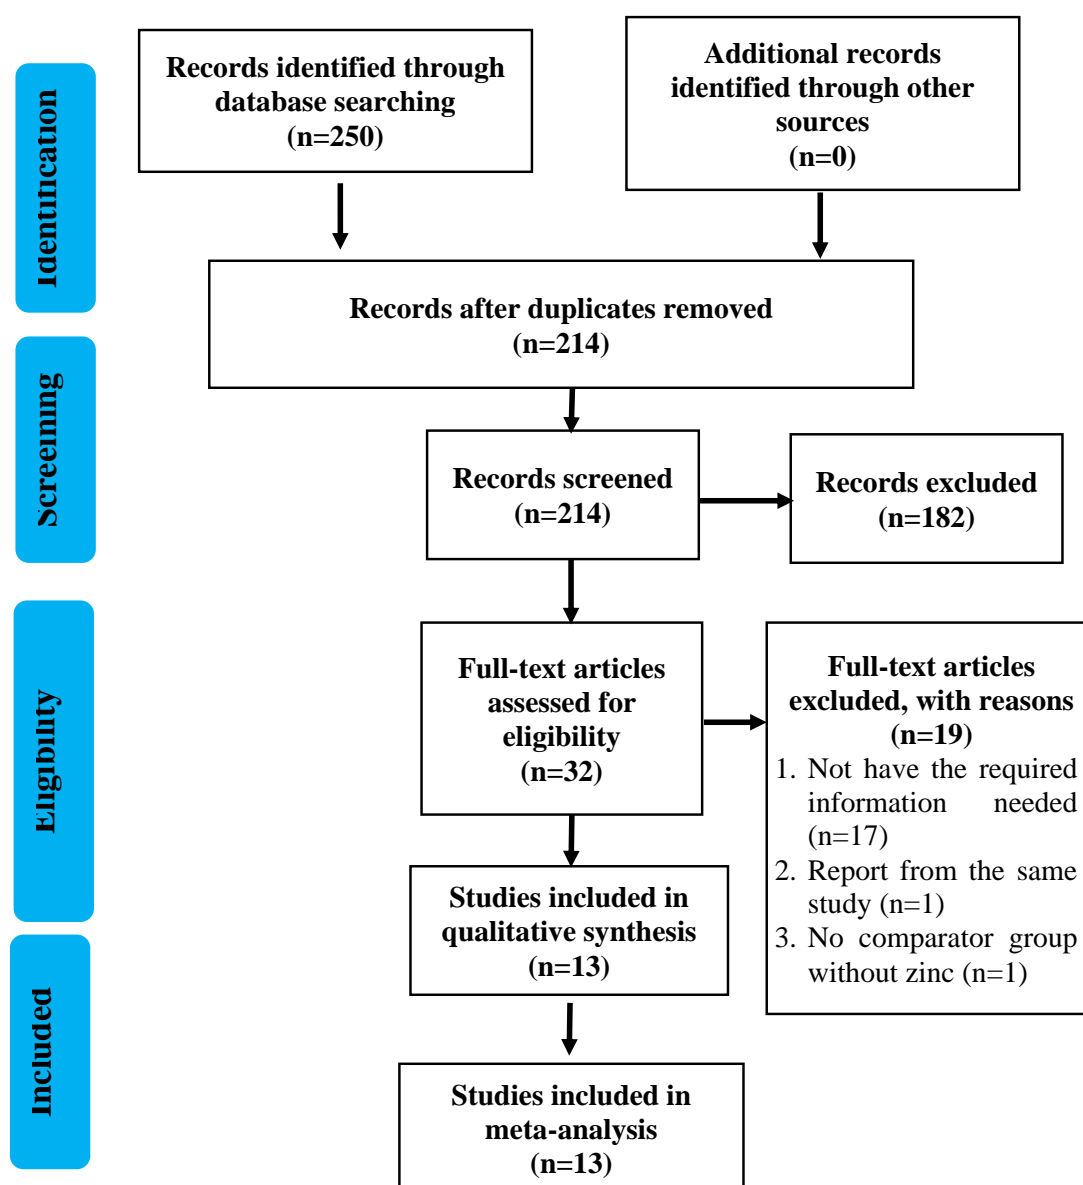 Identification
Records identified through
database searching
(n=250)
Additional records
identified through other
sources
(n=0)
Records after duplicates removed
(n=214)
Screening
Records screened
(n=214)
Records excluded
(n=182)
Eligibility
Full-text articles
assessed for
eligibility
(n=32)
Full-text articles
excluded, with reasons
(n=19)
1. Not have the required
information needed
(n=17)
2. Report from the same
study (n=1)
3. No comparator group
without zinc (n=1)
Studies included in
qualitative synthesis
(n=13)
Included
Studies included in
meta-analysis
(n=13)